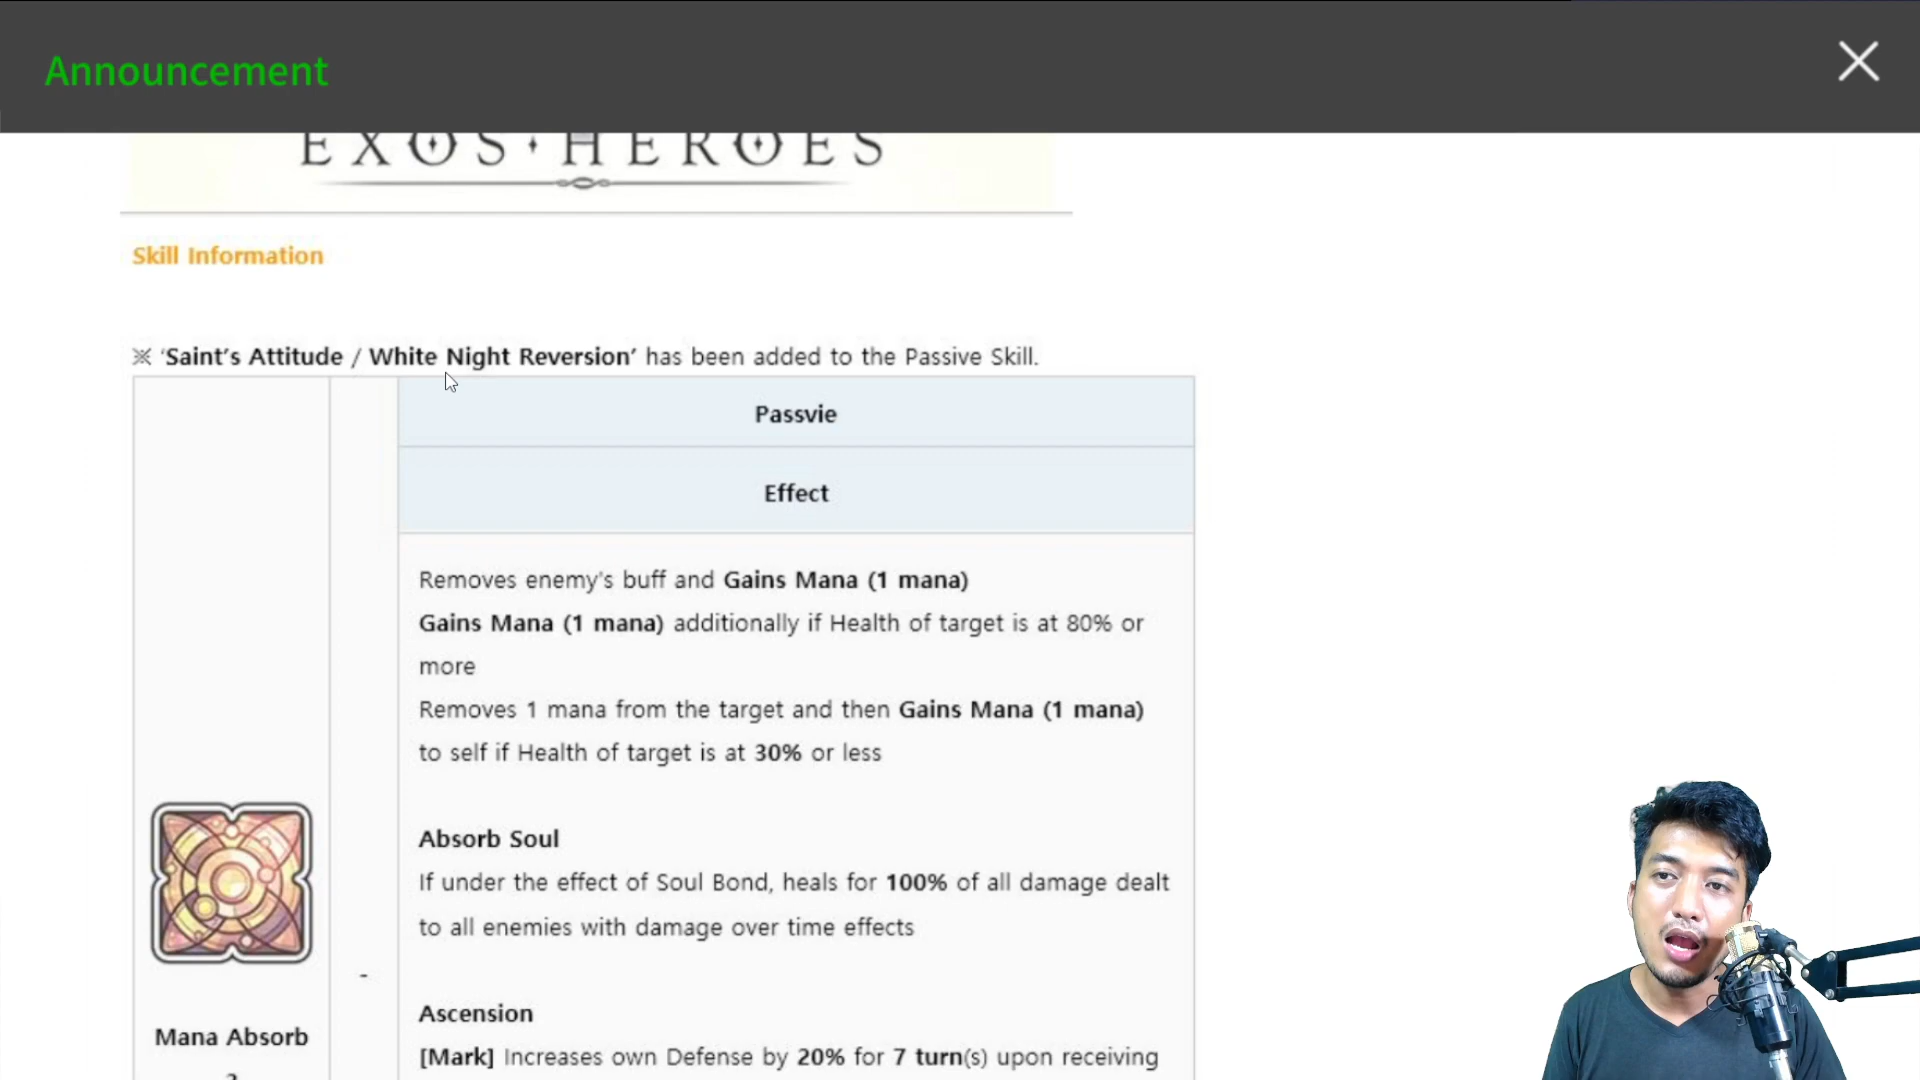 Announcement
EXOS HEROES
Skill Information
※ ‘Saint’s Attitude / White Night Reversion’ has been added to the Passive Skill.
Passvie
Effect
Removes enemy's buff and Gains Mana (1 mana)
Gains Mana (1 mana) additionally if Health of target is at 80% or
more
Removes 1 mana from the target and then Gains Mana (1 mana)
to self if Health of target is at 30% or less
Absorb Soul
If under the effect of Soul Bond, heals for 100% of all damage dealt
to all enemies with damage over time effects
-
Ascension
Mana Absorb
[Mark] Increases own Defense by 20% for 7 turn(s) upon receiving